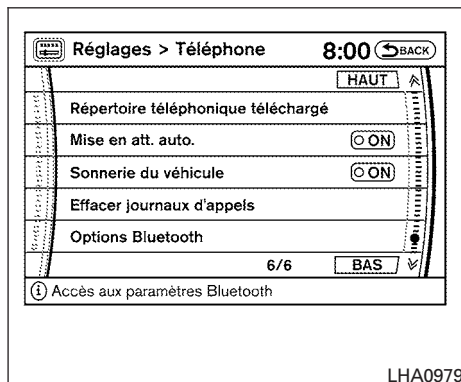 Réglages > Téléphone 8:00 BACK
HAUT
Répertoire téléphonique téléchargé
Mise en att. auto. ON
Sonnerie du véhicule ON
Effacer journaux d'appels
Options Bluetooth
6/6 BAS
i Accès aux paramètres Bluetooth
LHA0979